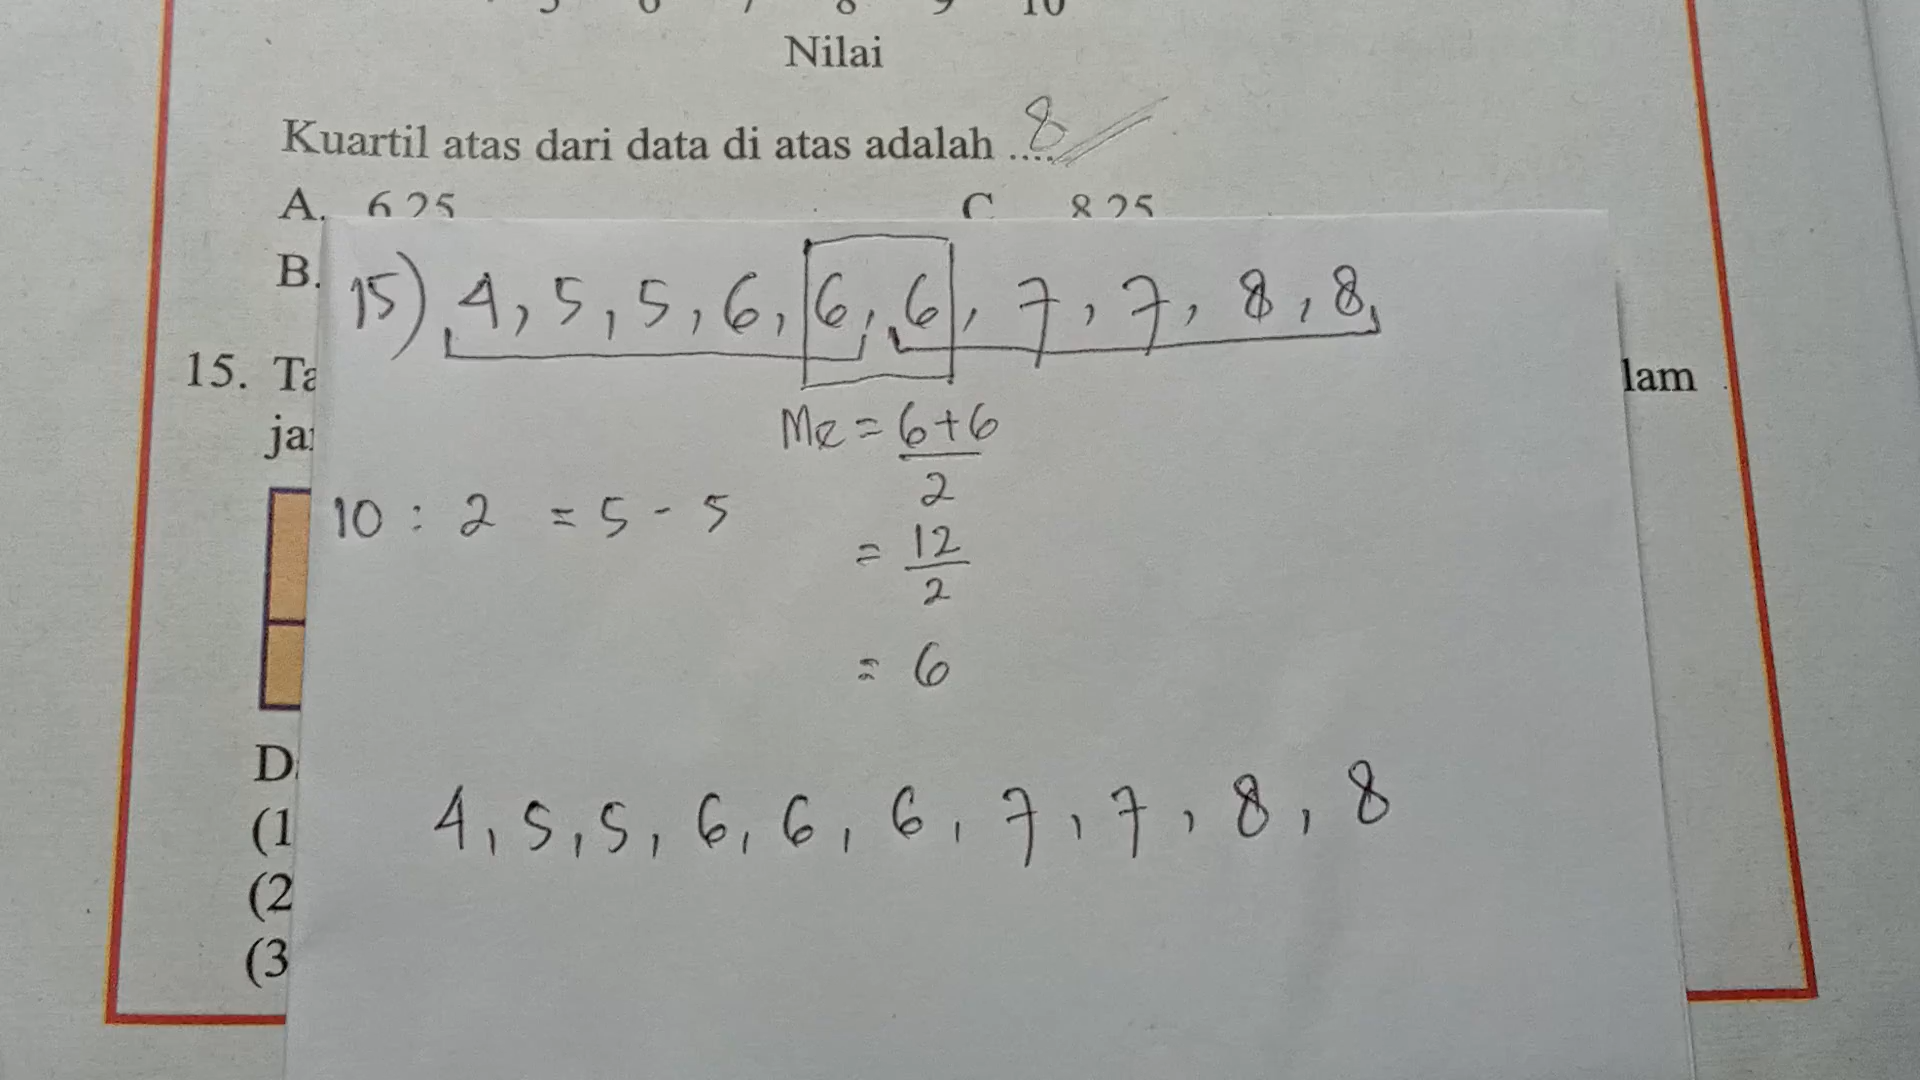 10
Nilai
Kuartil atas dari data di atas adalah .... 8
A. 6,25 C 8,25
B.
15) 4, 5, 5, 6, 6, 6, 7, 7, 8, 8,
15. lam
Me = 6+6
2
10 : 2 = 5 - 5
= 12
2
= 6
D
4, 5, 5, 6, 6, 6, 7, 7, 8, 8
(1
(2
(3